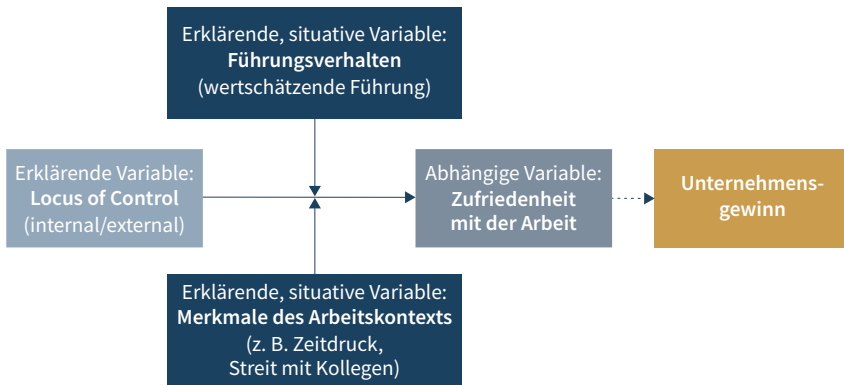 Erklärende, situative Variable:
Führungsverhalten
(wertschätzende Führung)
Erklärende Variable:
Locus of Control
(internal/external)
Abhängige Variable:
Zufriedenheit
mit der Arbeit
Unternehmens-
gewinn
Erklärende, situative Variable:
Merkmale des Arbeitskontexts
(z. B. Zeitdruck,
Streit mit Kollegen)